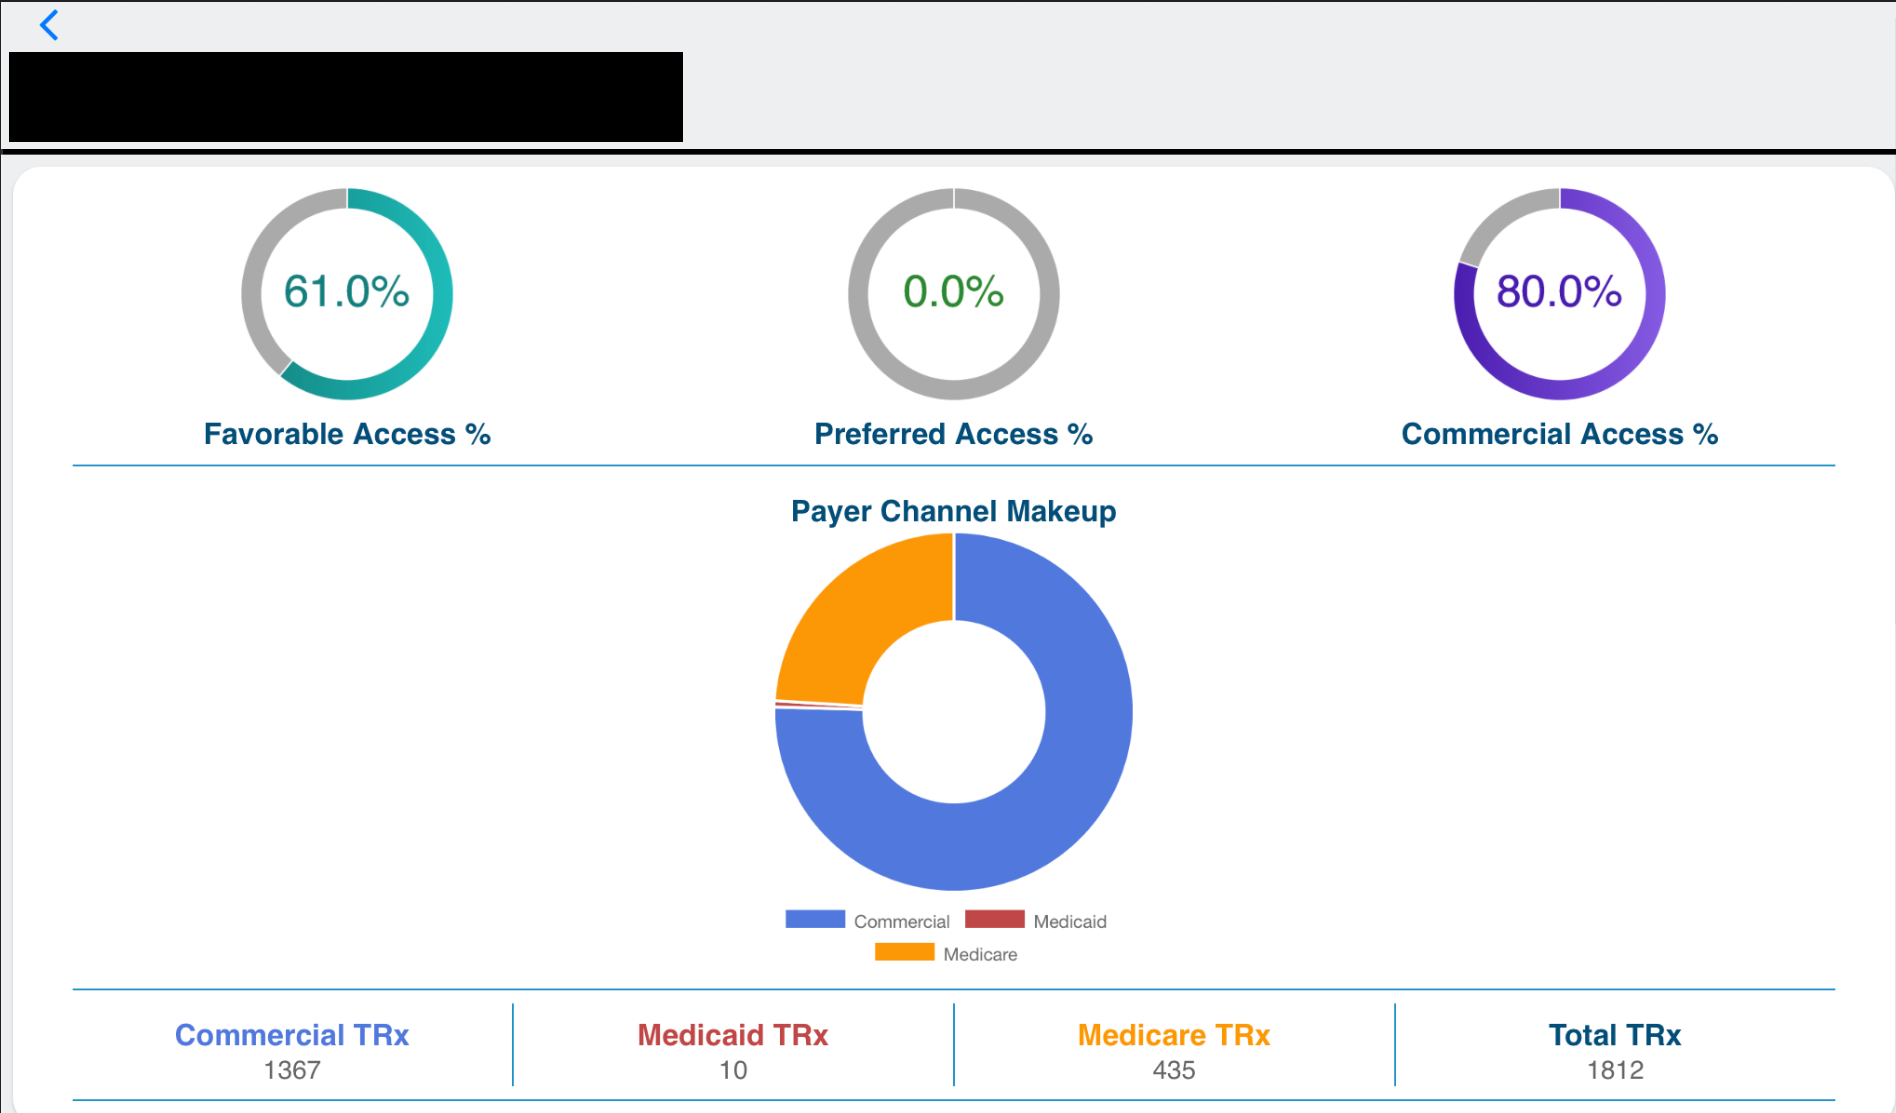 61.0%
0.0%
80.0%
Favorable Access %
Preferred Access %
Commercial Access %
Payer Channel Makeup
Commercial
Medicaid
Medicare
Commercial TRx
1367
Medicaid TRx
10
Medicare TRx
435
Total TRx
1812